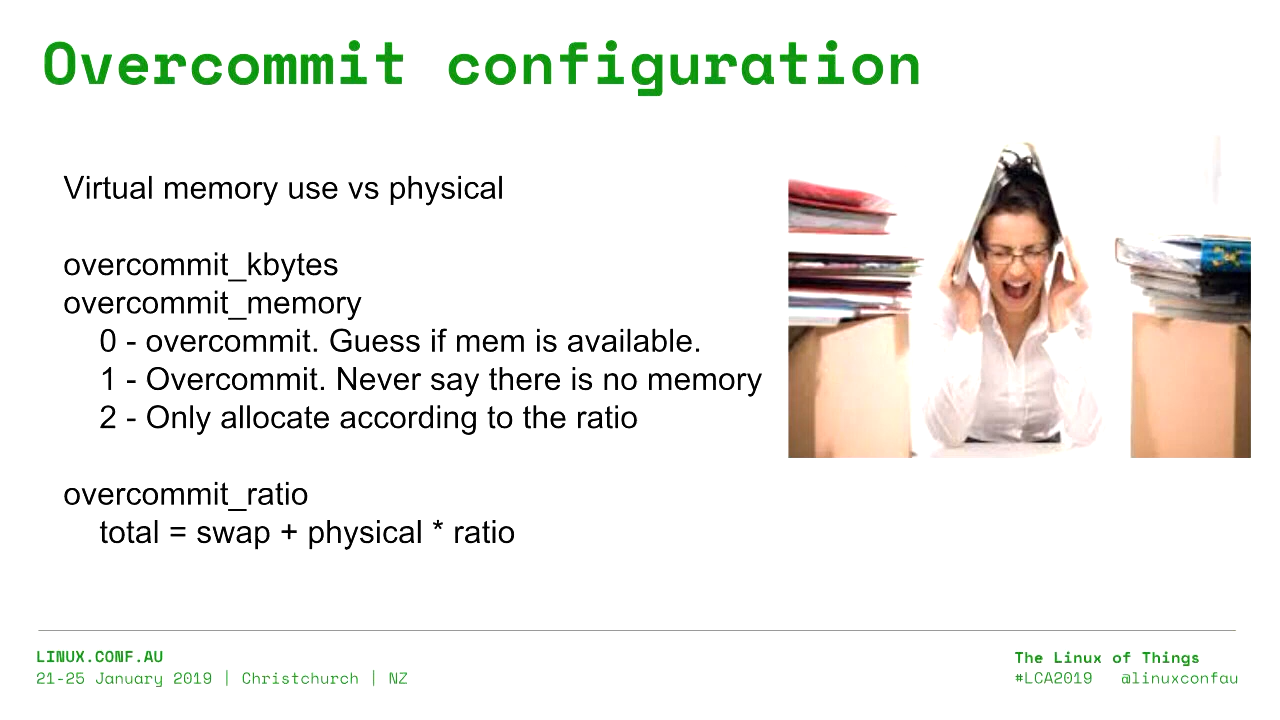 Overcommit configuration
Virtual memory use vs physical
overcommit_kbytes
overcommit_memory
0 - overcommit. Guess if mem is available.
1 - Overcommit. Never say there is no memory
2 - Only allocate according to the ratio
overcommit_ratio
total = swap + physical * ratio
LINUX.CONF.AU
21-25 January 2019 | Christchurch | NZ
The Linux of Things
#LCA2019 @linuxconfau